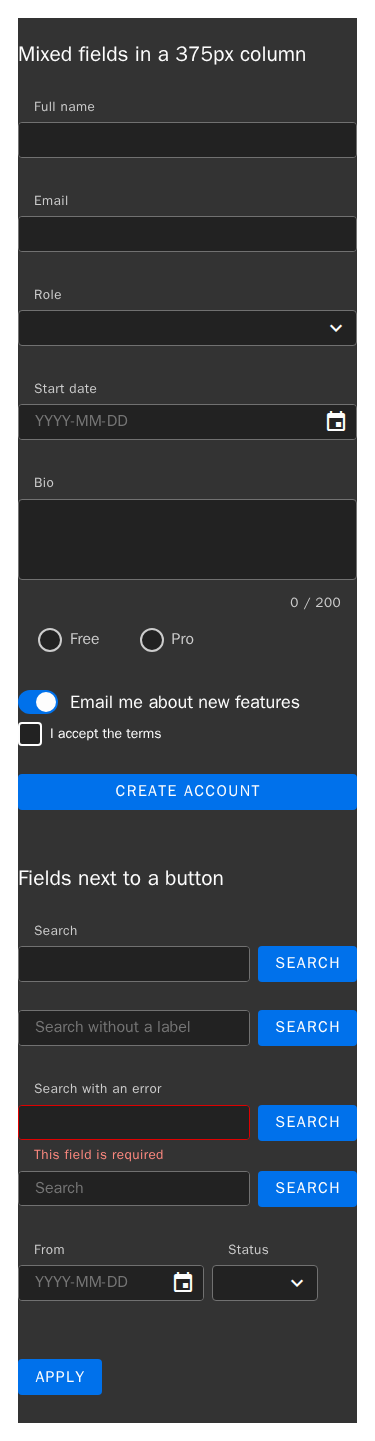 Mixed fields in a 375px column
Full name
Email
Role
Start date
YYYY-MM-DD
Bio
0 / 200
Free Pro
Email me about new features
I accept the terms
CREATE ACCOUNT
Fields next to a button
Search
SEARCH
Search without a label SEARCH
Search with an error
SEARCH
This field is required
Search SEARCH
From Status
YYYY-MM-DD
APPLY